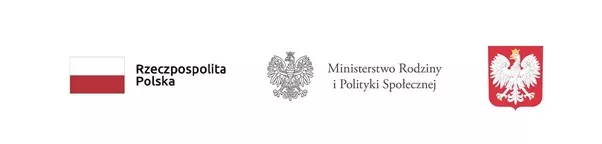 Rzeczpospolita
Polska
Ministerstwo Rodziny
i Polityki Społecznej